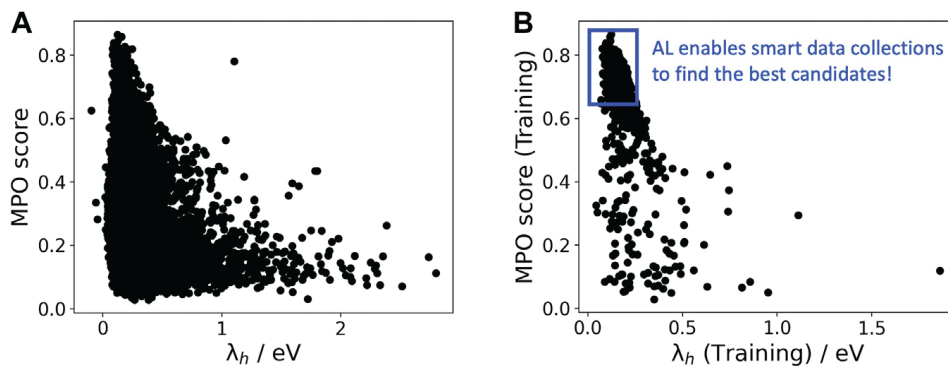 A
MPO score
0.8
0.6
0.4
0.2
0.0
0
1
2
λh / eV
B
MPO score (Training)
0.8
0.6
0.4
0.2
0.0
AL enables smart data collections
to find the best candidates!
0.0
0.5
1.0
1.5
λh (Training) / eV